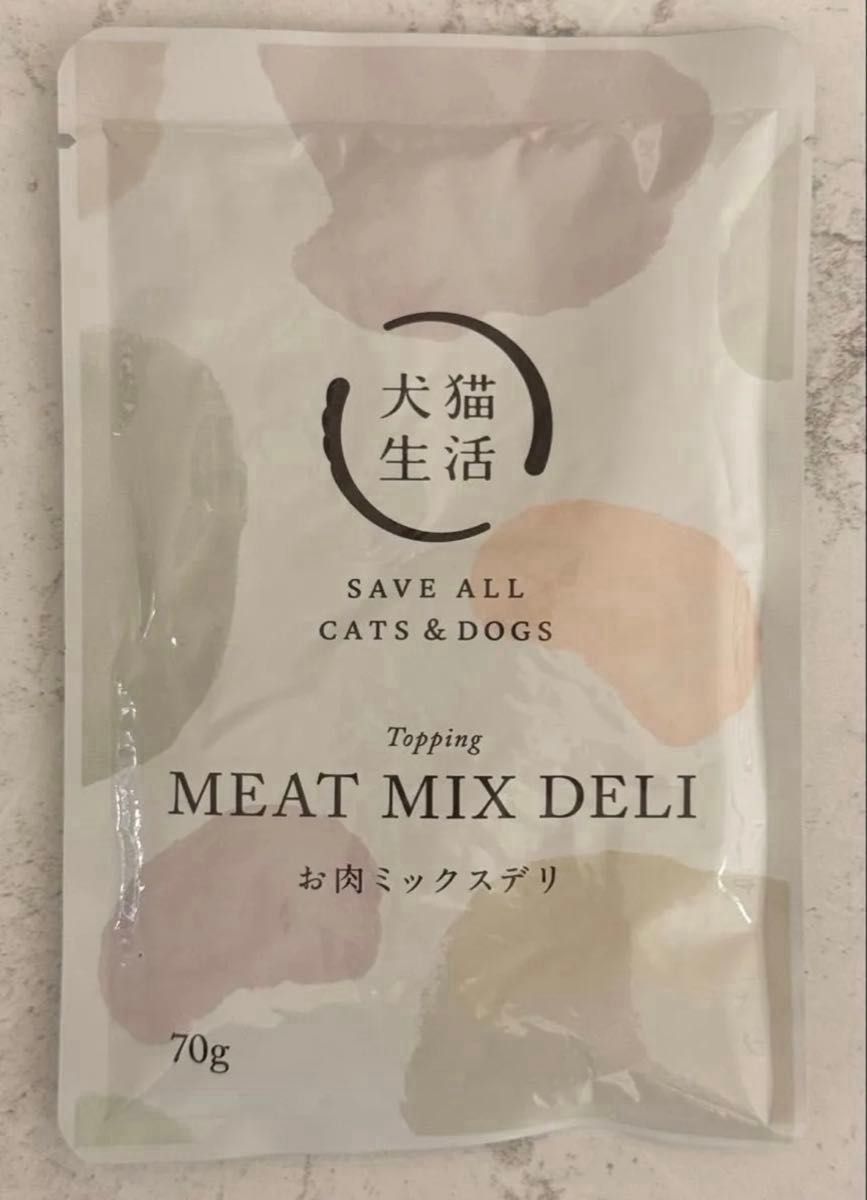 犬猫
生活
SAVE ALL
CATS & DOGS
Topping
MEAT MIX DELI
お肉ミックスデリ
70g